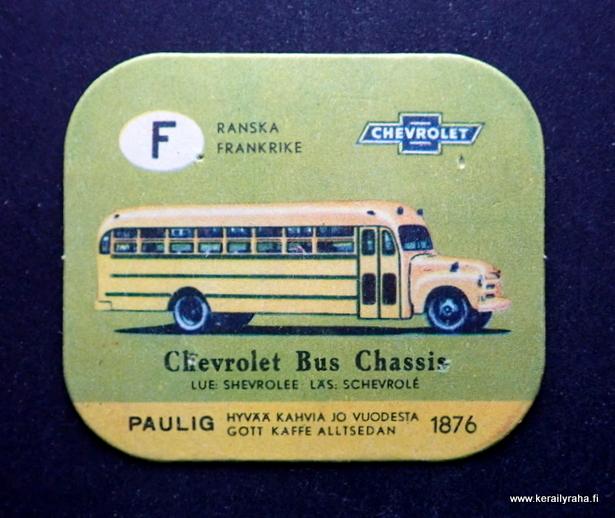 F
RANSKA
FRANKRIKE
CHEVROLET
Chevrolet Bus Chassis
LUE: SHEVROLEE LÄS: SCHEVROLÉ
PAULIG
HYVÄÄ KAHVIA JO VUODESTA
GOTT KAFFE ALLTSEDAN
1876
www.kerailyraha.fi